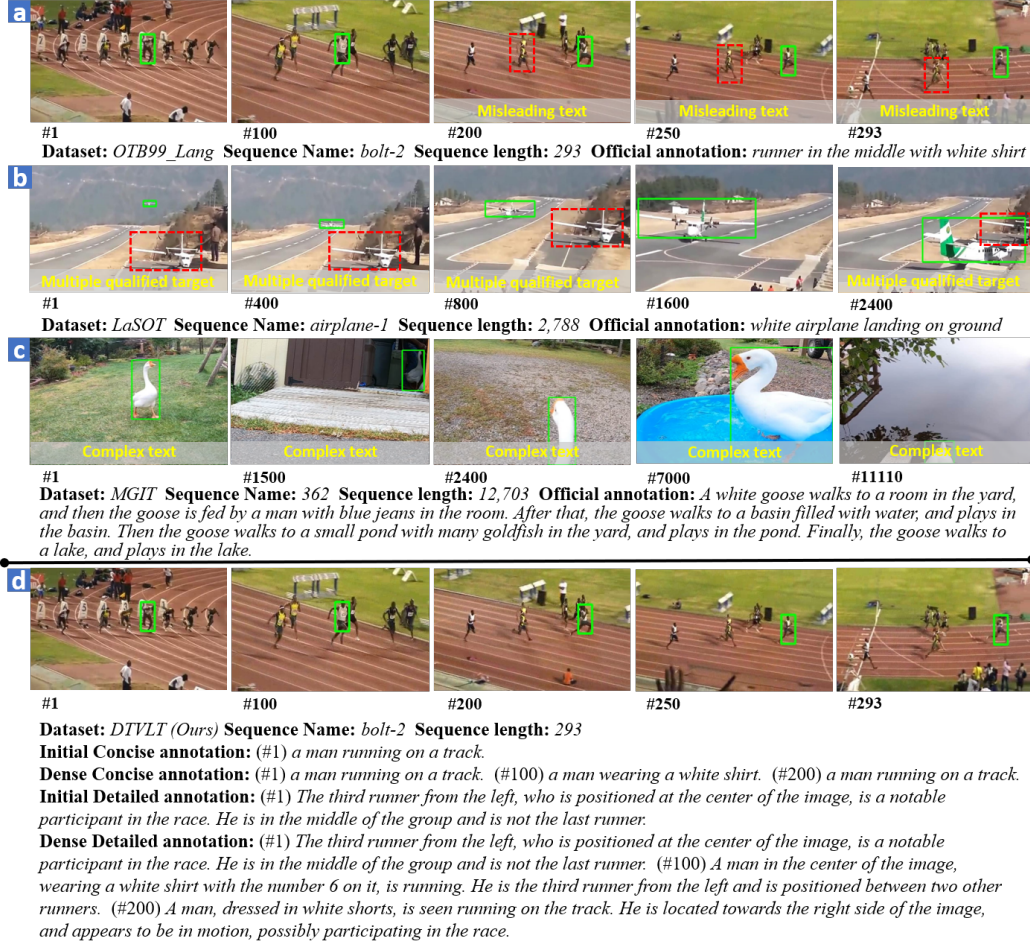 a
Misleading text
Misleading text
Misleading text
#1
#100
#200
#250
#293
Dataset: OTB99_Lang Sequence Name: bolt-2 Sequence length: 293 Official annotation: runner in the middle with white shirt
b
Multiple qualified target
Multiple qualified target
Multiple qualified target
Multiple qualified target
#1
#400
#800
#1600
#2400
Dataset: LaSOT Sequence Name: airplane-1 Sequence length: 2,788 Official annotation: white airplane landing on ground
c
Complex text
Complex text
Complex text
Complex text
Complex text
#1
#1500
#2400
#7000
#11110
Dataset: MGIT Sequence Name: 362 Sequence length: 12,703 Official annotation: A white goose walks to a room in the yard,
and then the goose is fed by a man with blue jeans in the room. After that, the goose walks to a basin filled with water, and plays in
the basin. Then the goose walks to a small pond with many goldfish in the yard, and plays in the pond. Finally, the goose walks to
a lake, and plays in the lake.
d
#1
#100
#200
#250
#293
Dataset: DTVLT (Ours) Sequence Name: bolt-2 Sequence length: 293
Initial Concise annotation: (#1) a man running on a track.
Dense Concise annotation: (#1) a man running on a track. (#100) a man wearing a white shirt. (#200) a man running on a track.
Initial Detailed annotation: (#1) The third runner from the left, who is positioned at the center of the image, is a notable
participant in the race. He is in the middle of the group and is not the last runner.
Dense Detailed annotation: (#1) The third runner from the left, who is positioned at the center of the image, is a notable
participant in the race. He is in the middle of the group and is not the last runner. (#100) A man in the center of the image,
wearing a white shirt with the number 6 on it, is running. He is the third runner from the left and is positioned between two other
runners. (#200) A man, dressed in white shorts, is seen running on the track. He is located towards the right side of the image,
and appears to be in motion, possibly participating in the race.